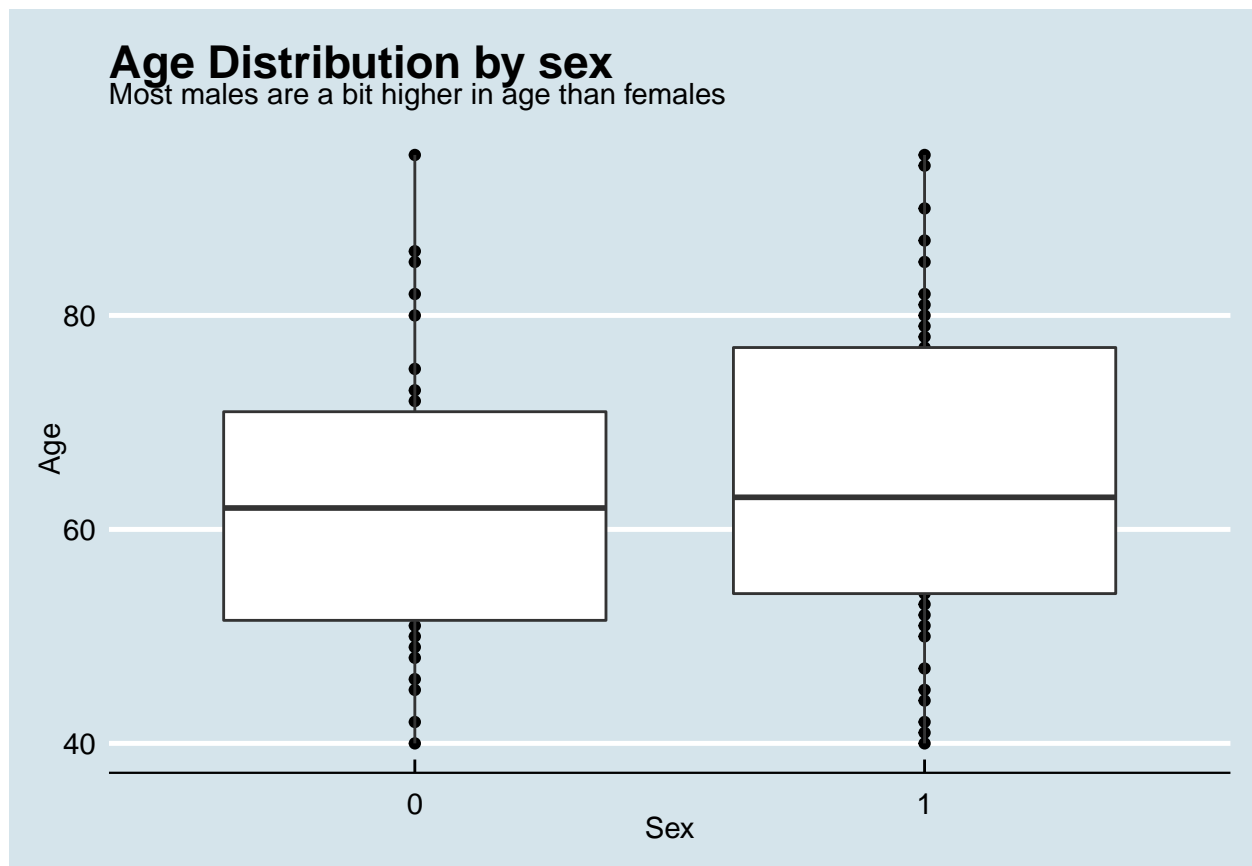 Age Distribution by sex
Most males are a bit higher in age than females
80
60
40
Age
0
1
Sex